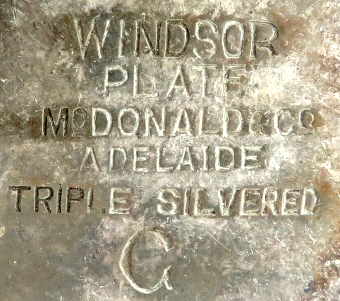 WINDSOR
PLATE
McDONALD & Co
ADELAIDE
TRIPLE SILVERED
G